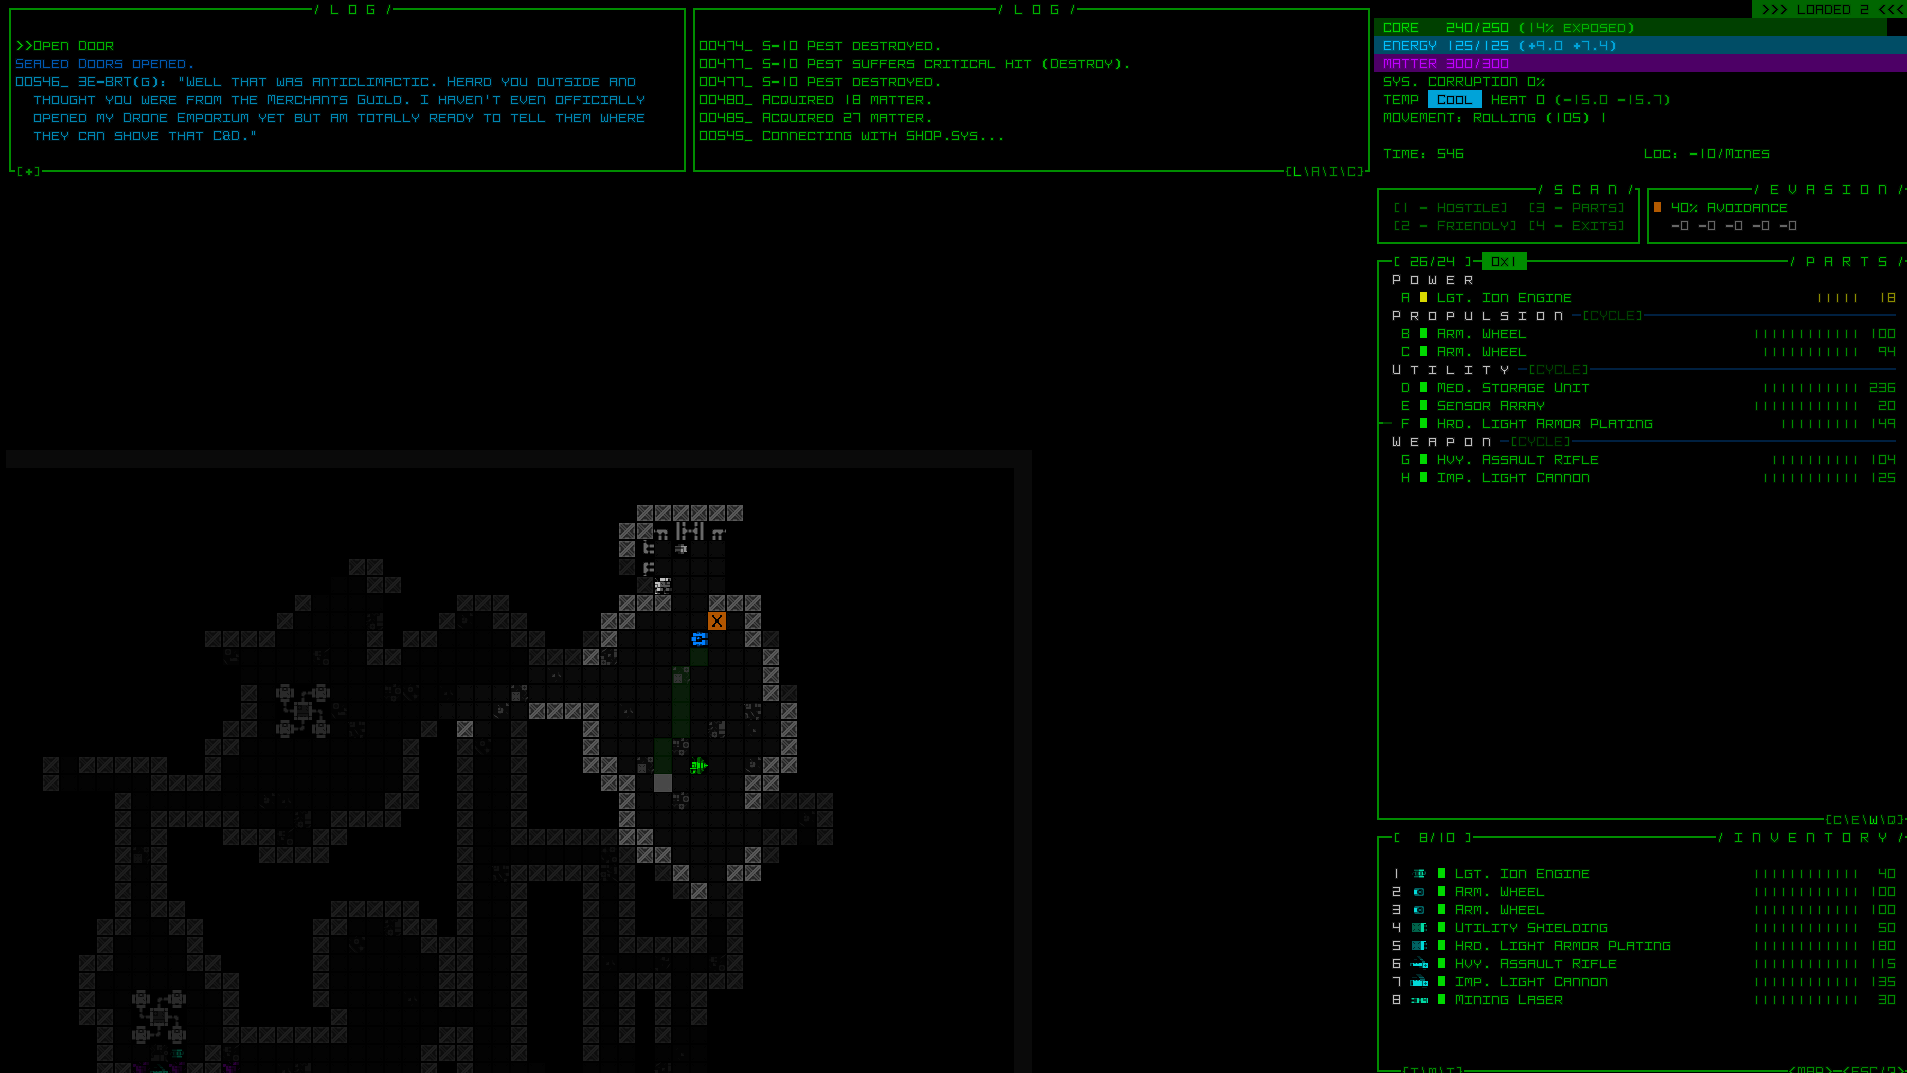 / L O G /
>>Open Door
Sealed Doors opened.
00546_ 3E-BRT(G): "Well that was anticlimactic. Heard you outside and
thought you were from the Merchants Guild. I haven't even officially
opened my Drone Emporium yet but am totally ready to tell them where
they can shove that C&D."
[+]
/ L O G /
00474_ S-10 Pest destroyed.
00477_ S-10 Pest suffers critical hit (Destroy).
00477_ S-10 Pest destroyed.
00480_ Acquired 18 matter.
00485_ Acquired 27 matter.
00545_ Connecting with SHOP.SYS...
[L\A\I\C]
>>> LOADED 2 <<<
CORE 240/250 (14% EXPOSED)
ENERGY 125/125 (+9.0 +7.4)
MATTER 300/300
SYS. CORRUPTION 0%
TEMP COOL HEAT 0 (-15.0 -15.7)
MOVEMENT: Rolling (105) 1
TIME: 546 LOC: -10/MINES
/ S C A N /
[1 - Hostile] [3 - Parts]
[2 - Friendly] [4 - Exits]
/ E V A S I O N /
40% Avoidance
-0 -0 -0 -0 -0
[ 26/24 ] 0x1 / P A R T S /
P O W E R
A Lgt. Ion Engine 18
P R O P U L S I O N [CYCLE]
B Arm. Wheel 100
C Arm. Wheel 94
U T I L I T Y [CYCLE]
D Med. Storage Unit 236
E Sensor Array 20
F Hrd. Light Armor Plating 149
W E A P O N [CYCLE]
G Hvy. Assault Rifle 104
H Imp. Light Cannon 125
[C\E\W\Q]
[ 8/10 ] / I N V E N T O R Y /
1 Lgt. Ion Engine 40
2 Arm. Wheel 100
3 Arm. Wheel 100
4 Utility Shielding 50
5 Hrd. Light Armor Plating 180
6 Hvy. Assault Rifle 115
7 Imp. Light Cannon 135
8 Mining Laser 30
X